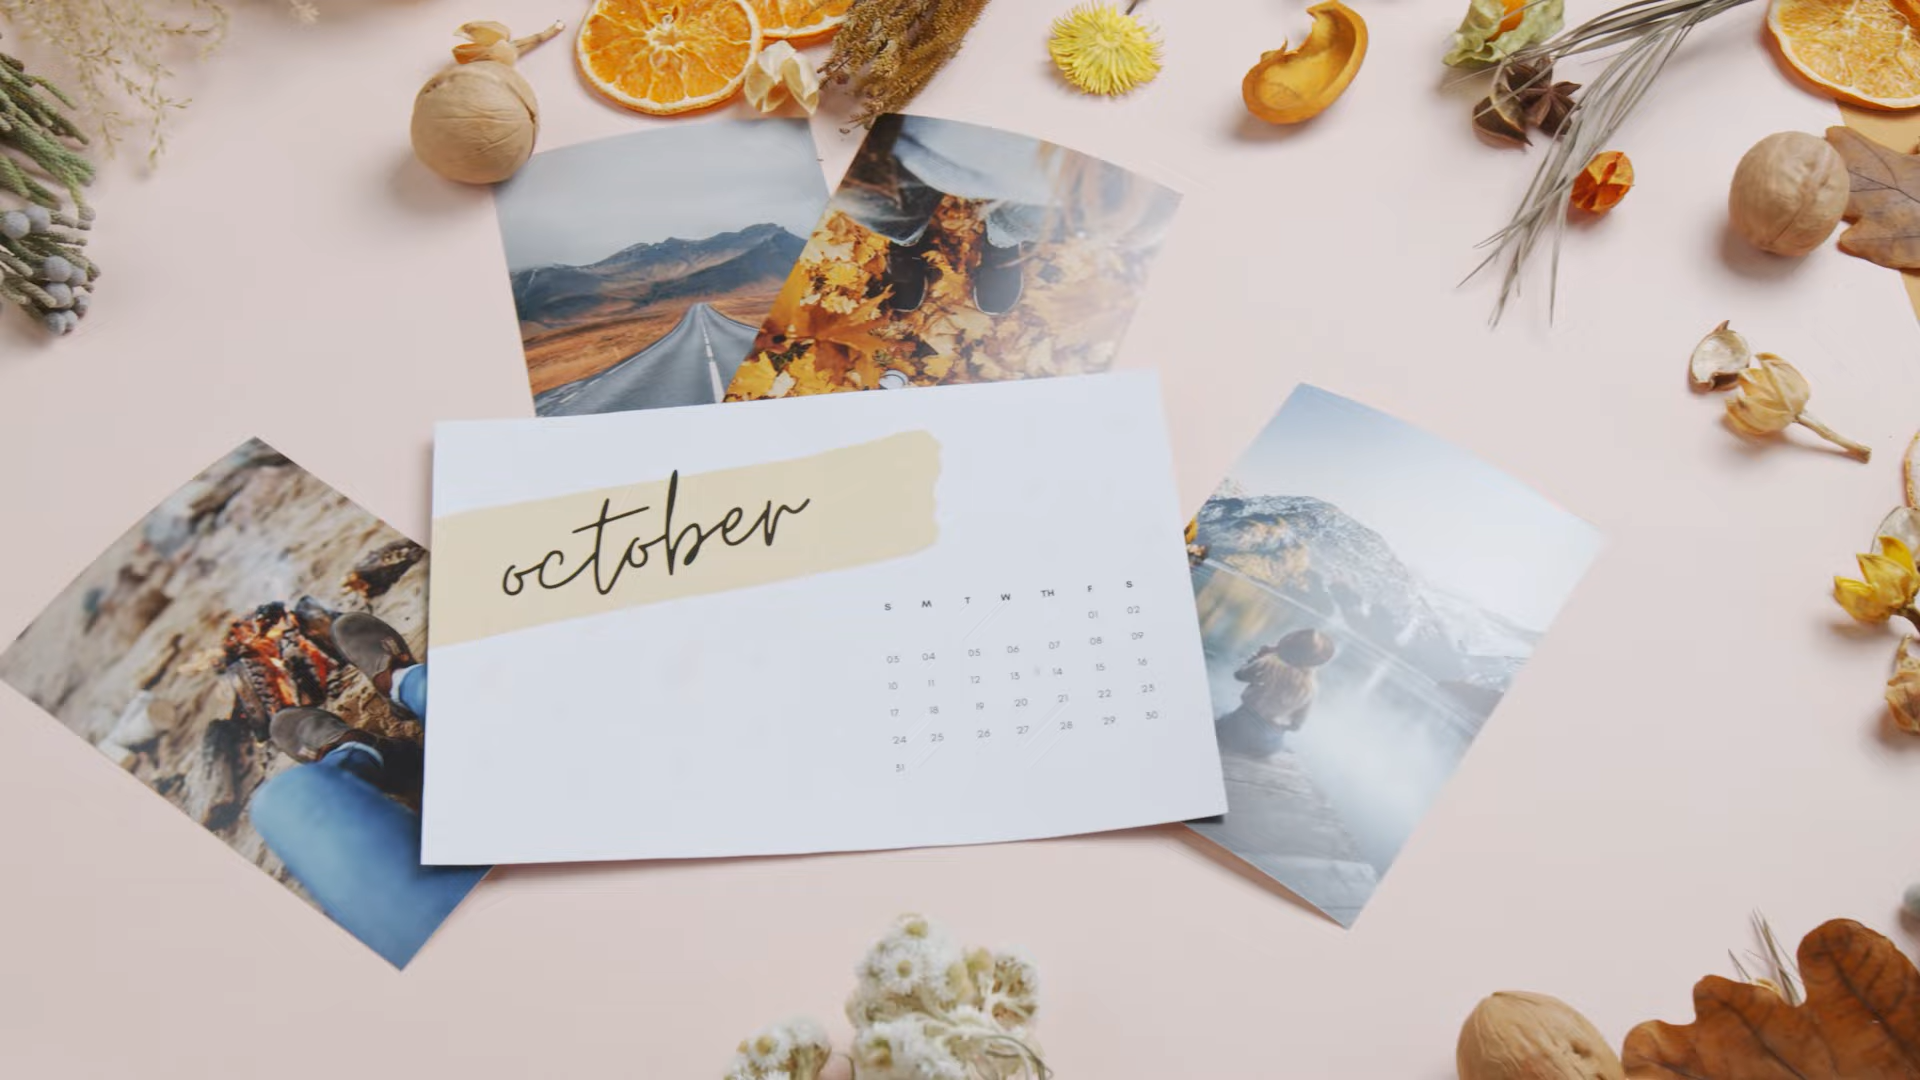 october
S M T W TH F S
01 02
03 04 05 06 07 08 09
10 11 12 13 14 15 16
17 18 19 20 21 22 23
24 25 26 27 28 29 30
31